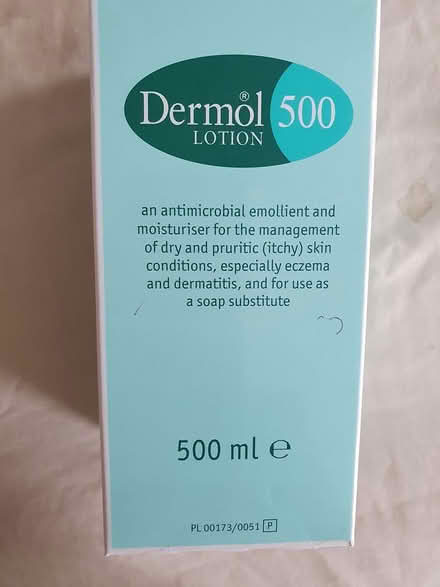 Dermol® 500
LOTION
an antimicrobial emollient and
moisturiser for the management
of dry and pruritic (itchy) skin
conditions, especially eczema
and dermatitis, and for use as
a soap substitute
500 ml ℮
PL 00173/0051 P